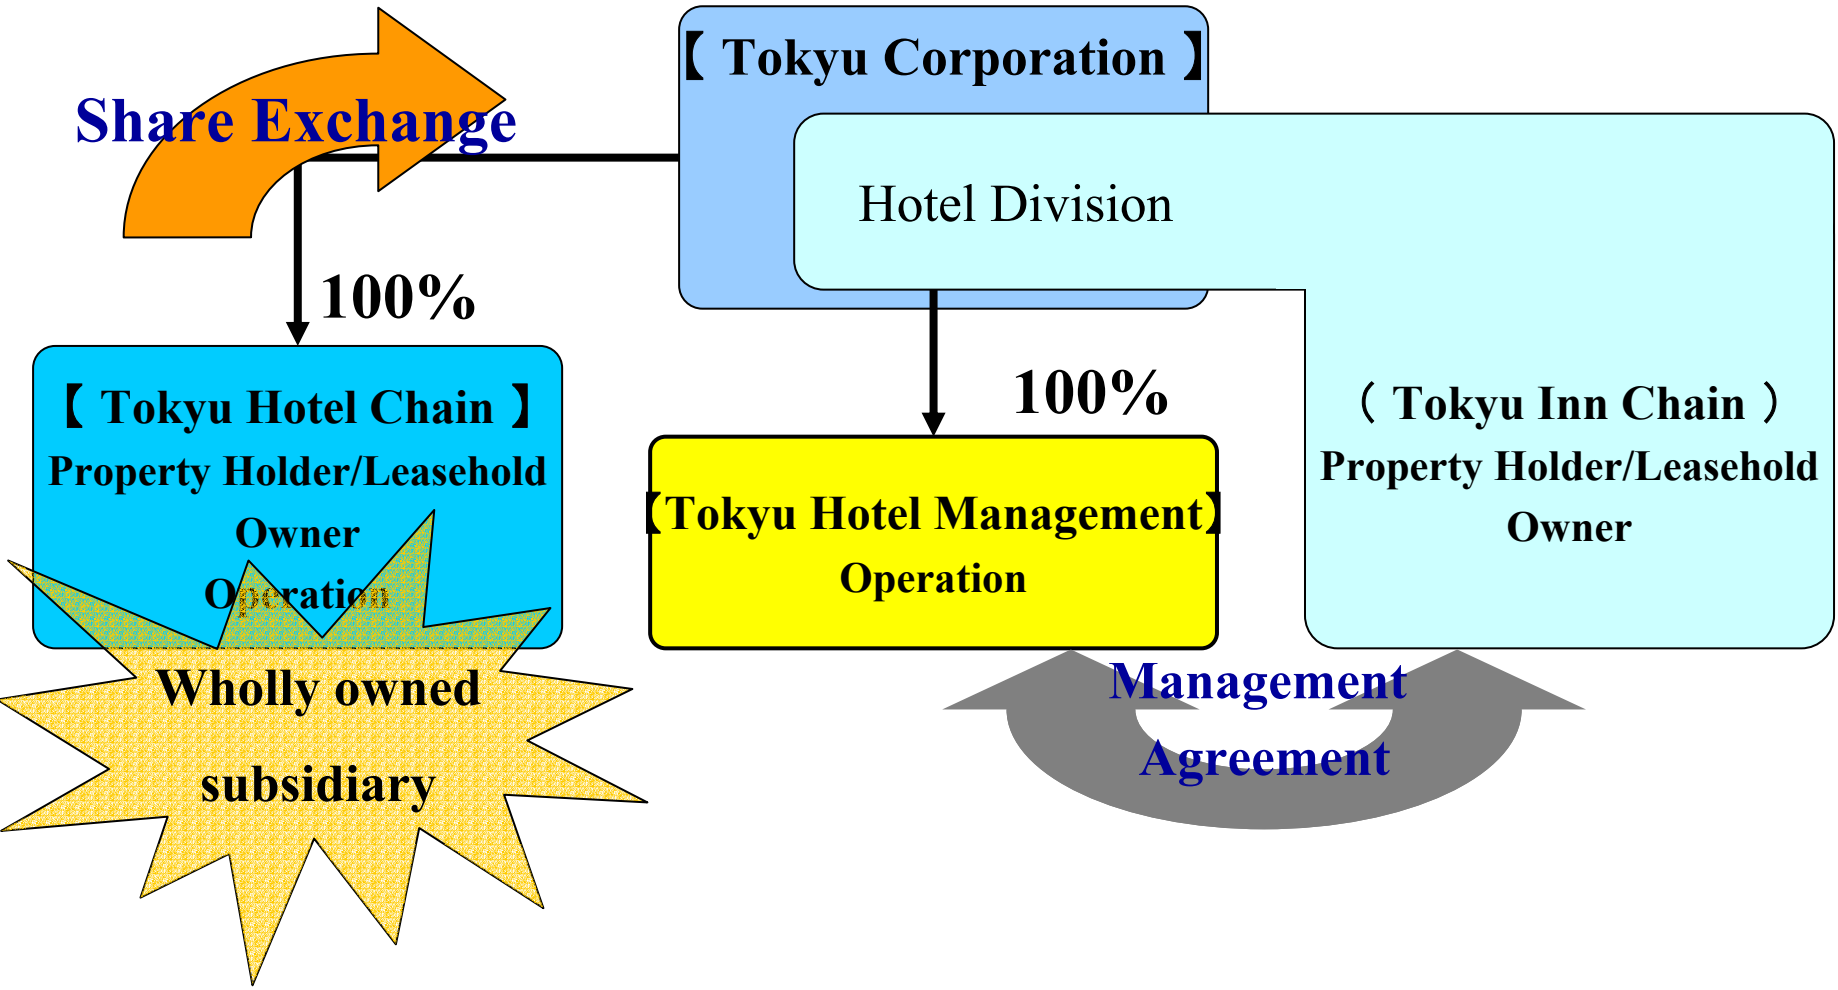 【 Tokyu Corporation 】
Share Exchange
Hotel Division
100%
100%
【 Tokyu Hotel Chain 】
Property Holder/Leasehold
Owner
Operation
【Tokyu Hotel Management】
Operation
（ Tokyu Inn Chain ）
Property Holder/Leasehold
Owner
Wholly owned
subsidiary
Management
Agreement